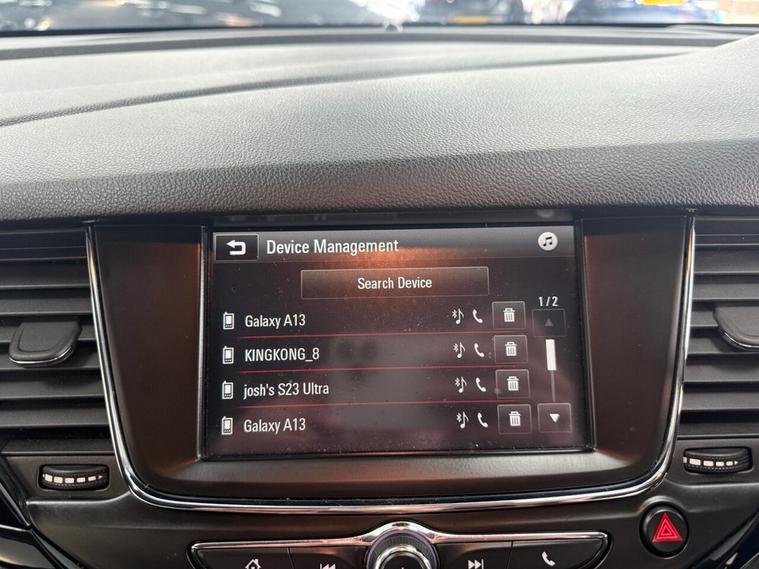 Device Management
Search Device
1/2
Galaxy A13
KINGKONG_8
josh's S23 Ultra
Galaxy A13